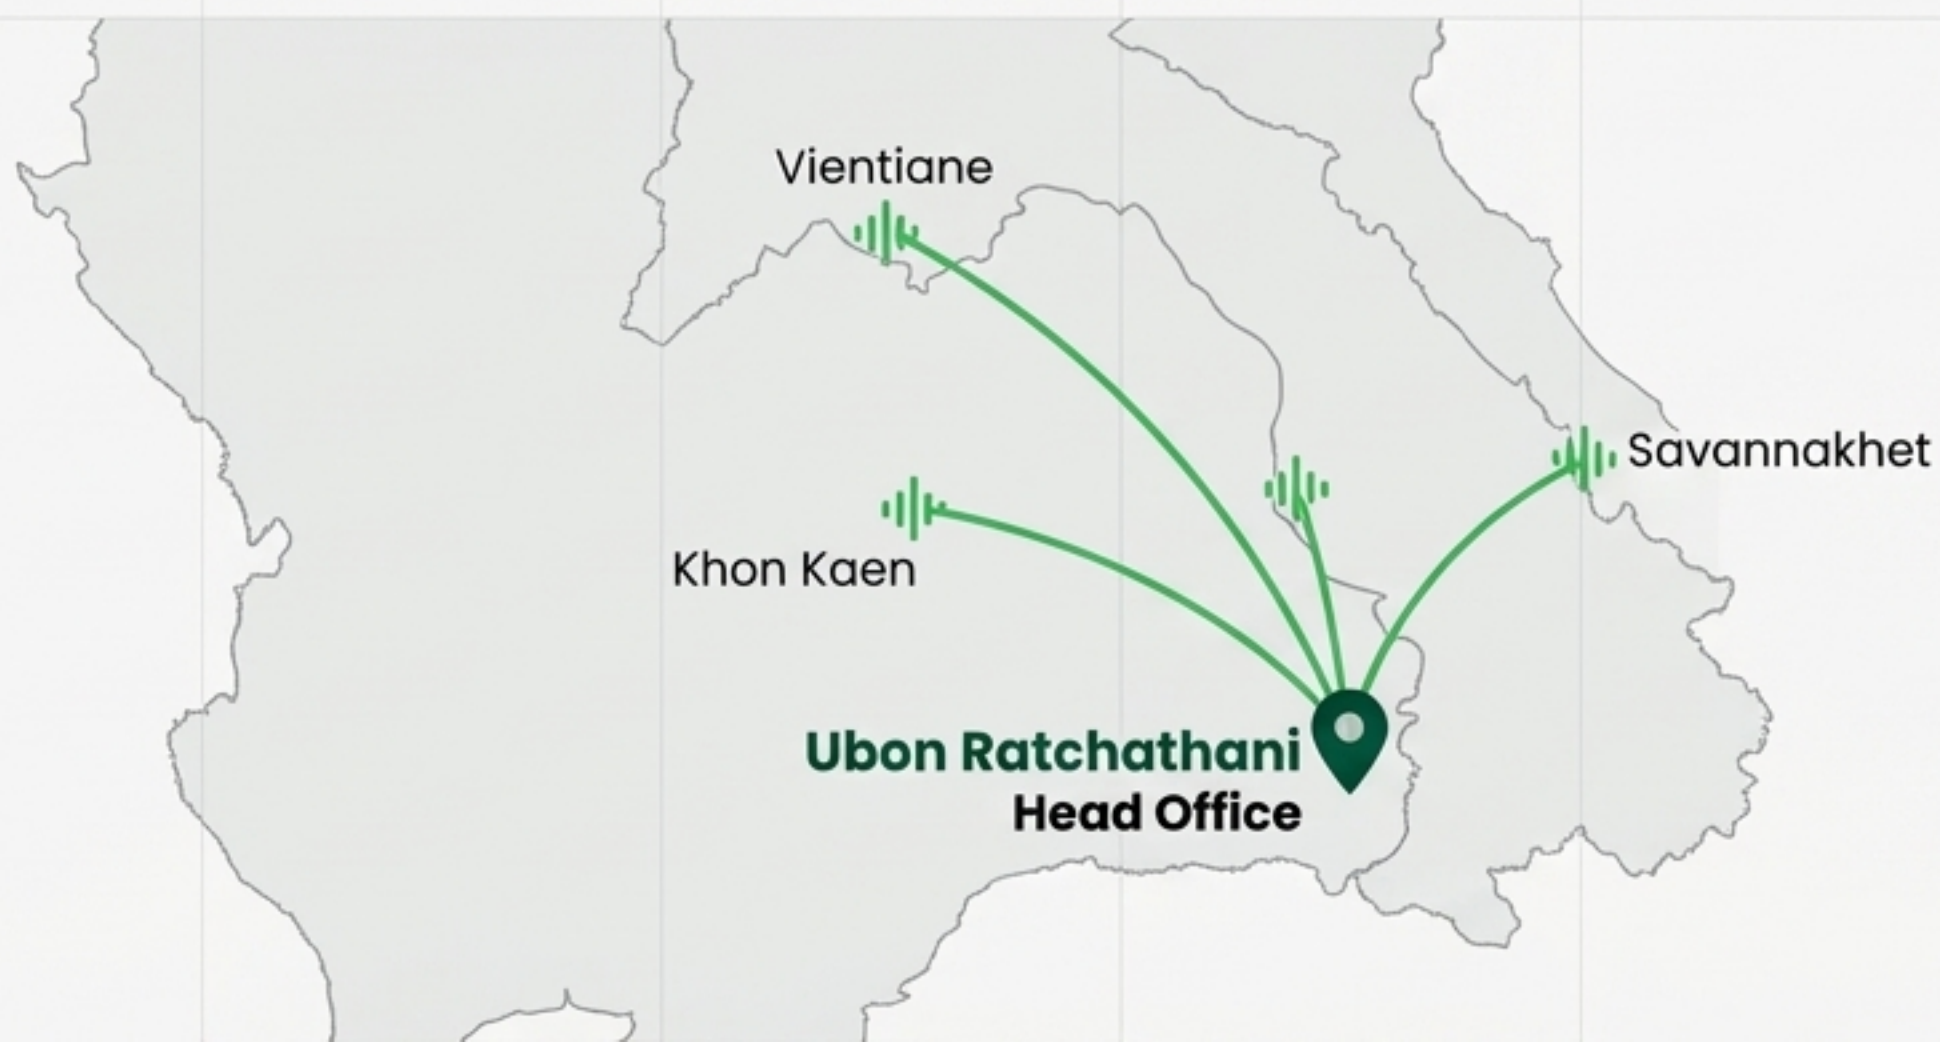 Vientiane
Savannakhet
Khon Kaen
Ubon Ratchathani
Head Office